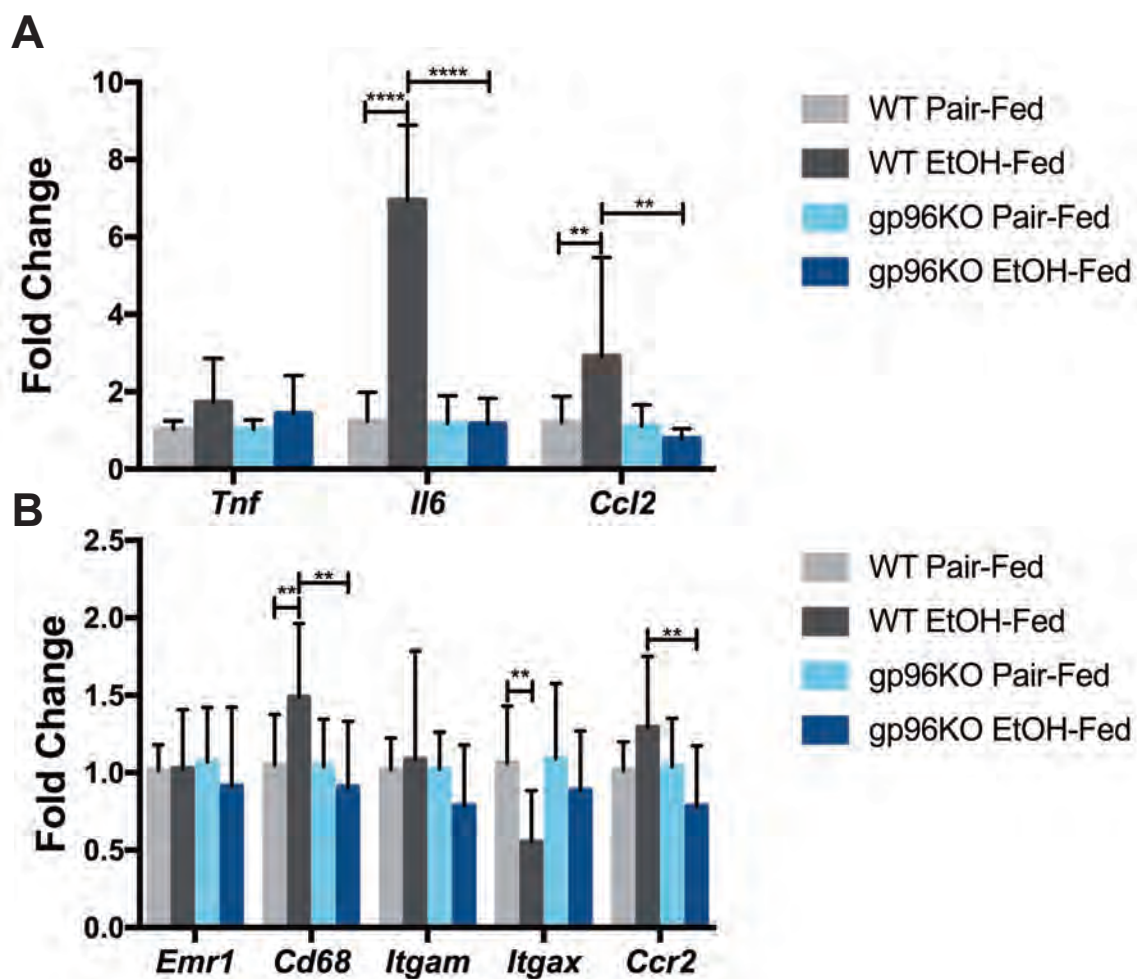 A
Fold Change
10
8
6
4
2
0
****
****
**
**
Tnf
Il6
Ccl2
WT Pair-Fed
WT EtOH-Fed
gp96KO Pair-Fed
gp96KO EtOH-Fed
B
Fold Change
2.5
2.0
1.5
1.0
0.5
0.0
**
**
**
**
Emr1
Cd68
Itgam
Itgax
Ccr2
WT Pair-Fed
WT EtOH-Fed
gp96KO Pair-Fed
gp96KO EtOH-Fed